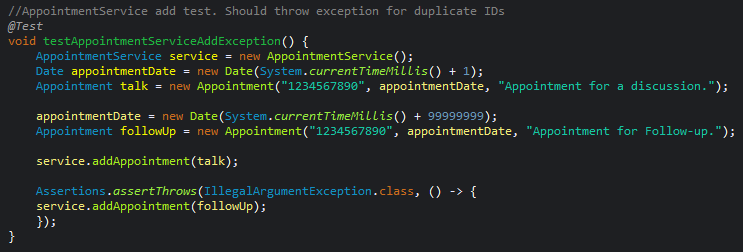 //AppointmentService add test. Should throw exception for duplicate IDs
@Test
void testAppointmentServiceAddException() {
    AppointmentService service = new AppointmentService();
    Date appointmentDate = new Date(System.currentTimeMillis() + 1);
    Appointment talk = new Appointment("1234567890", appointmentDate, "Appointment for a discussion.");

    appointmentDate = new Date(System.currentTimeMillis() + 99999999);
    Appointment followUp = new Appointment("1234567890", appointmentDate, "Appointment for Follow-up.");

    service.addAppointment(talk);

    Assertions.assertThrows(IllegalArgumentException.class, () -> {
    service.addAppointment(followUp);
    });
}